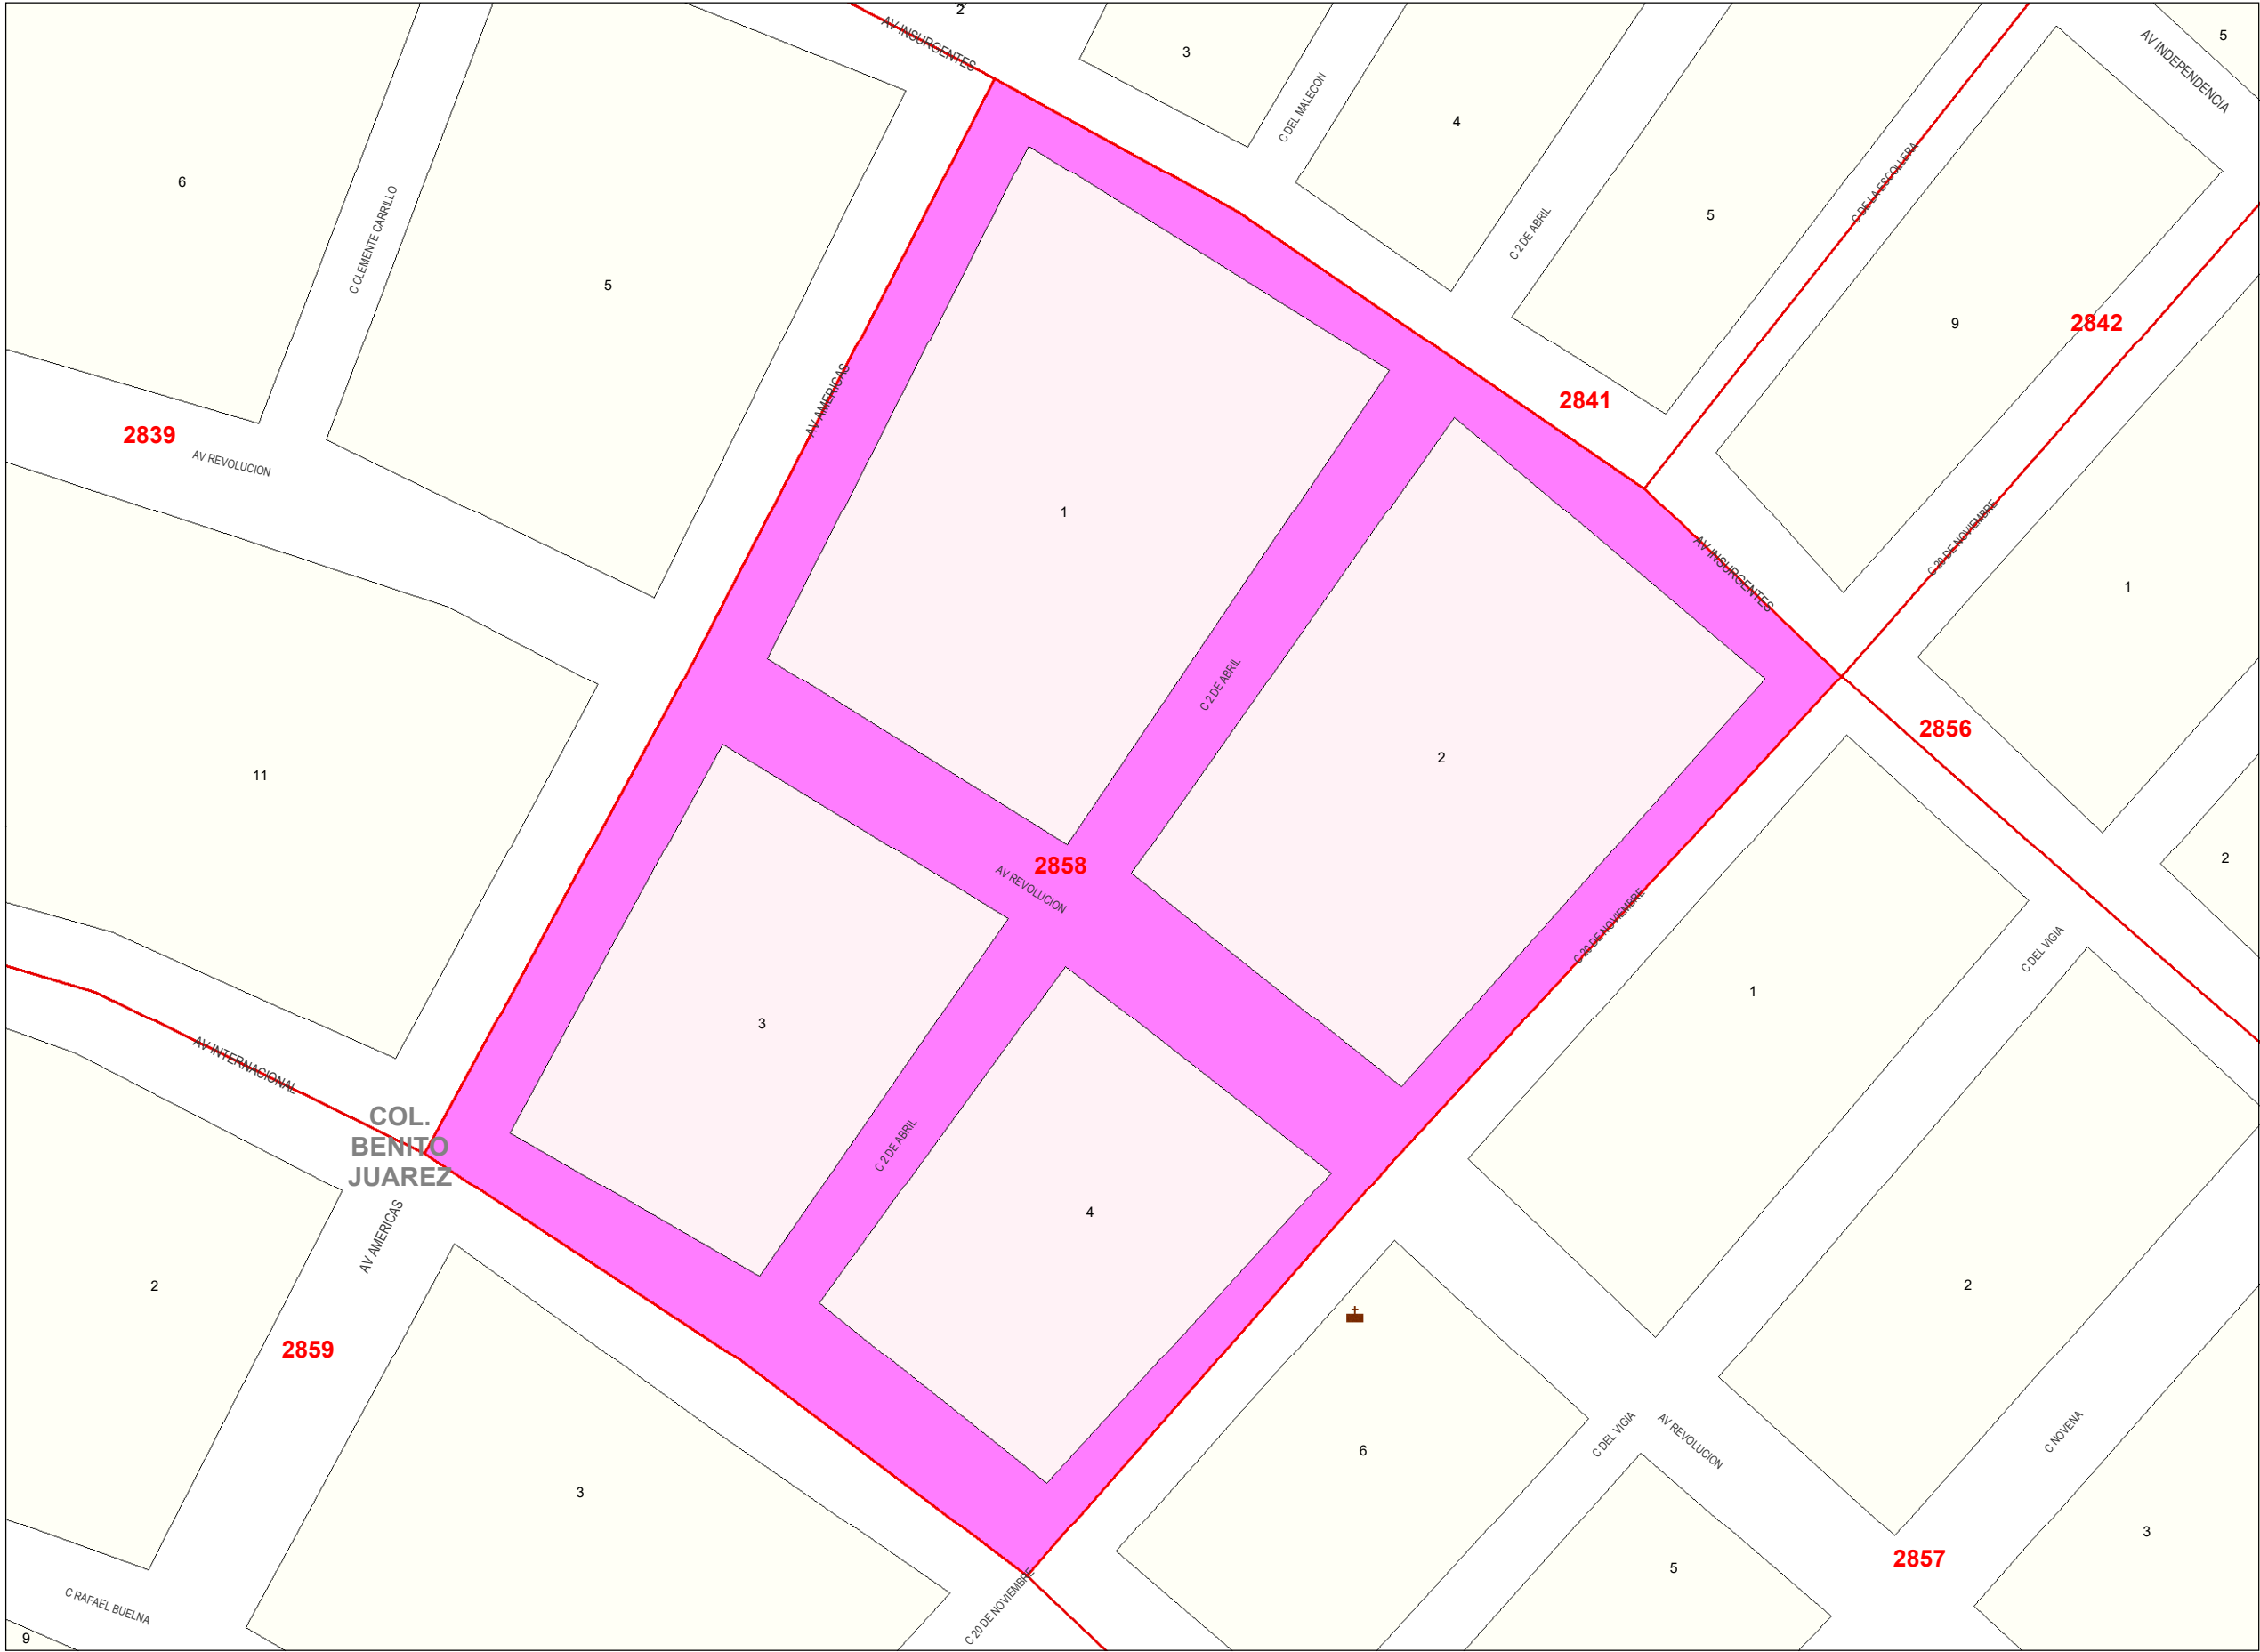 2
AV INSURGENTES
3
5
AV INDEPENDENCIA
C DEL MALECON
4
6
C CLEMENTE CARRILLO
C DE LA ESCOLLERA
5
C 2 DE ABRIL
5
9
2842
AV AMERICAS
2841
2839
AV REVOLUCION
1
C 20 DE NOVIEMBRE
AV INSURGENTES
1
C 2 DE ABRIL
2856
2
11
2858
AV REVOLUCION
2
C 20 DE NOVIEMBRE
C DEL VIGIA
1
3
AV INTERNACIONAL
COL.
BENITO
JUAREZ
C 2 DE ABRIL
4
AV AMERICAS
2
2
2859
6
C DEL VIGIA
AV REVOLUCION
C NOVENA
3
3
2857
5
C RAFAEL BUELNA
C 20 DE NOVIEMBRE
9